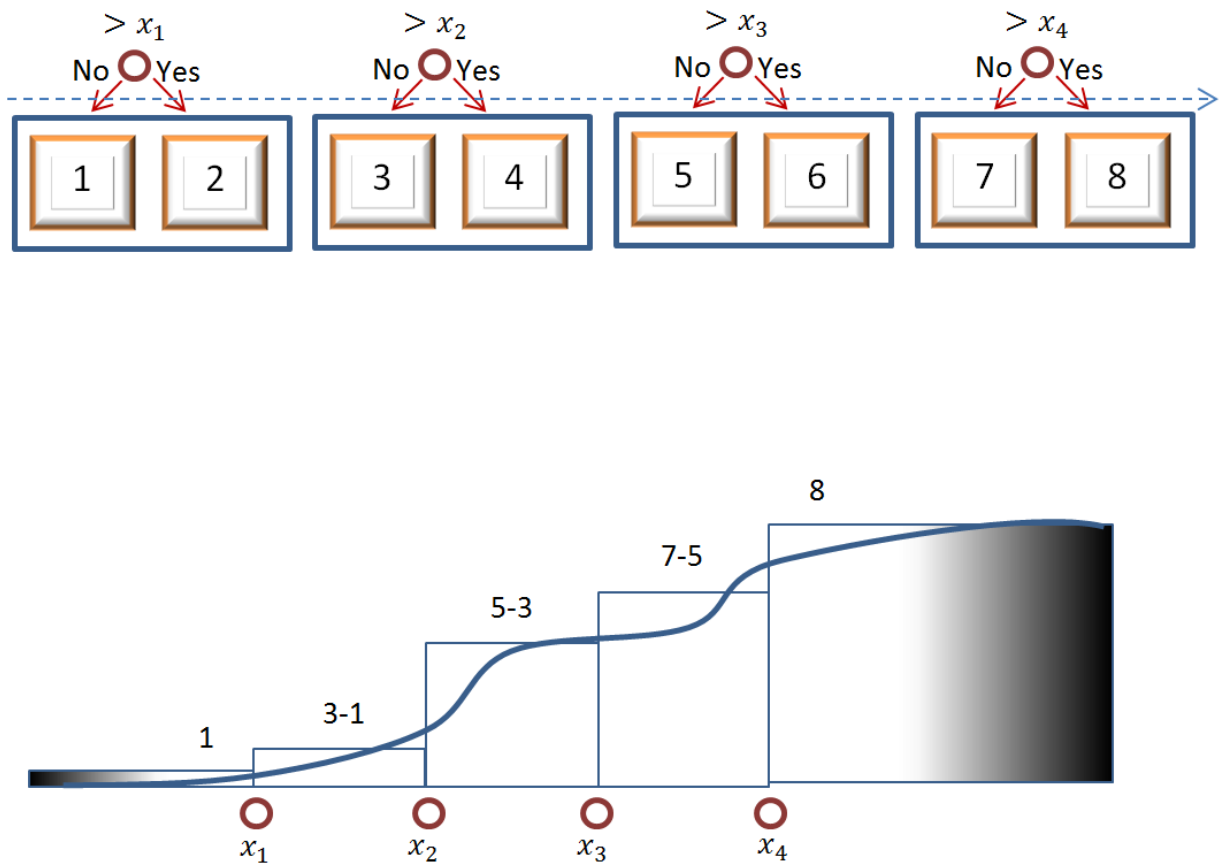 > x₁ > x₂ > x₃ > x₄
No Yes No Yes No Yes No Yes
1 2 3 4 5 6 7 8
8
7-5
5-3
3-1
1
x₁ x₂ x₃ x₄